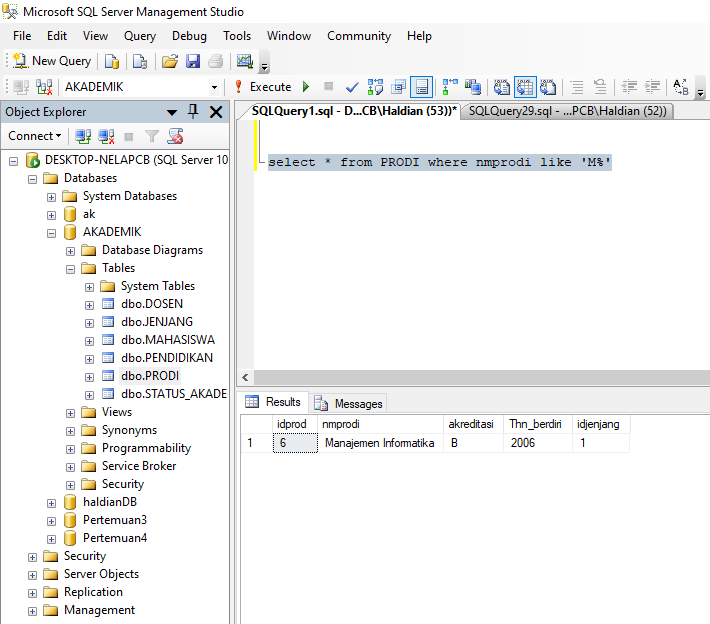 Microsoft SQL Server Management Studio
File Edit View Query Debug Tools Window Community Help
New Query
AKADEMIK Execute
Object Explorer
Connect
DESKTOP-NELAPCB (SQL Server 10
Databases
System Databases
ak
AKADEMIK
Database Diagrams
Tables
System Tables
dbo.DOSEN
dbo.JENJANG
dbo.MAHASISWA
dbo.PENDIDIKAN
dbo.PRODI
dbo.STATUS_AKADE
Views
Synonyms
Programmability
Service Broker
Security
haldianDB
Pertemuan3
Pertemuan4
Security
Server Objects
Replication
Management
SQLQuery1.sql - D...CB\Haldian (53))* SQLQuery29.sql - ...PCB\Haldian (52))
select * from PRODI where nmprodi like 'M%'
Results Messages
idprod nmprodi akreditasi Thn_berdiri idjenjang
1 6 Manajemen Informatika B 2006 1